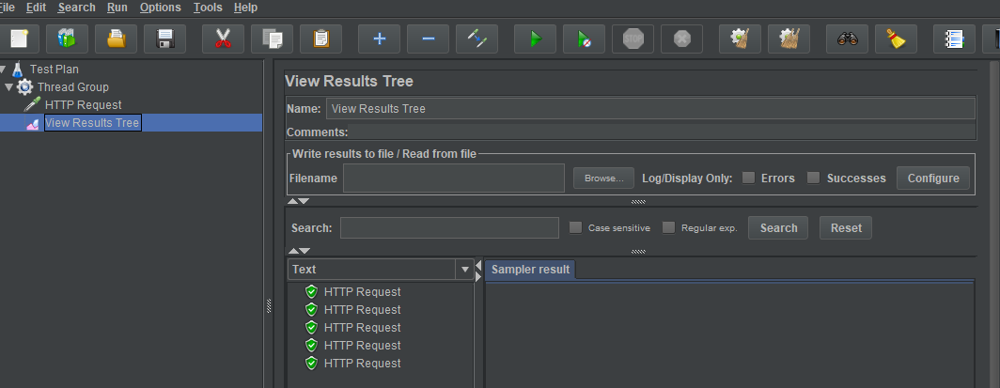 File Edit Search Run Options Tools Help
STOP
Test Plan
Thread Group
HTTP Request
View Results Tree
View Results Tree
Name: View Results Tree
Comments:
Write results to file / Read from file
Filename Browse... Log/Display Only: Errors Successes Configure
Search: Case sensitive Regular exp. Search Reset
Text
Sampler result
HTTP Request
HTTP Request
HTTP Request
HTTP Request
HTTP Request